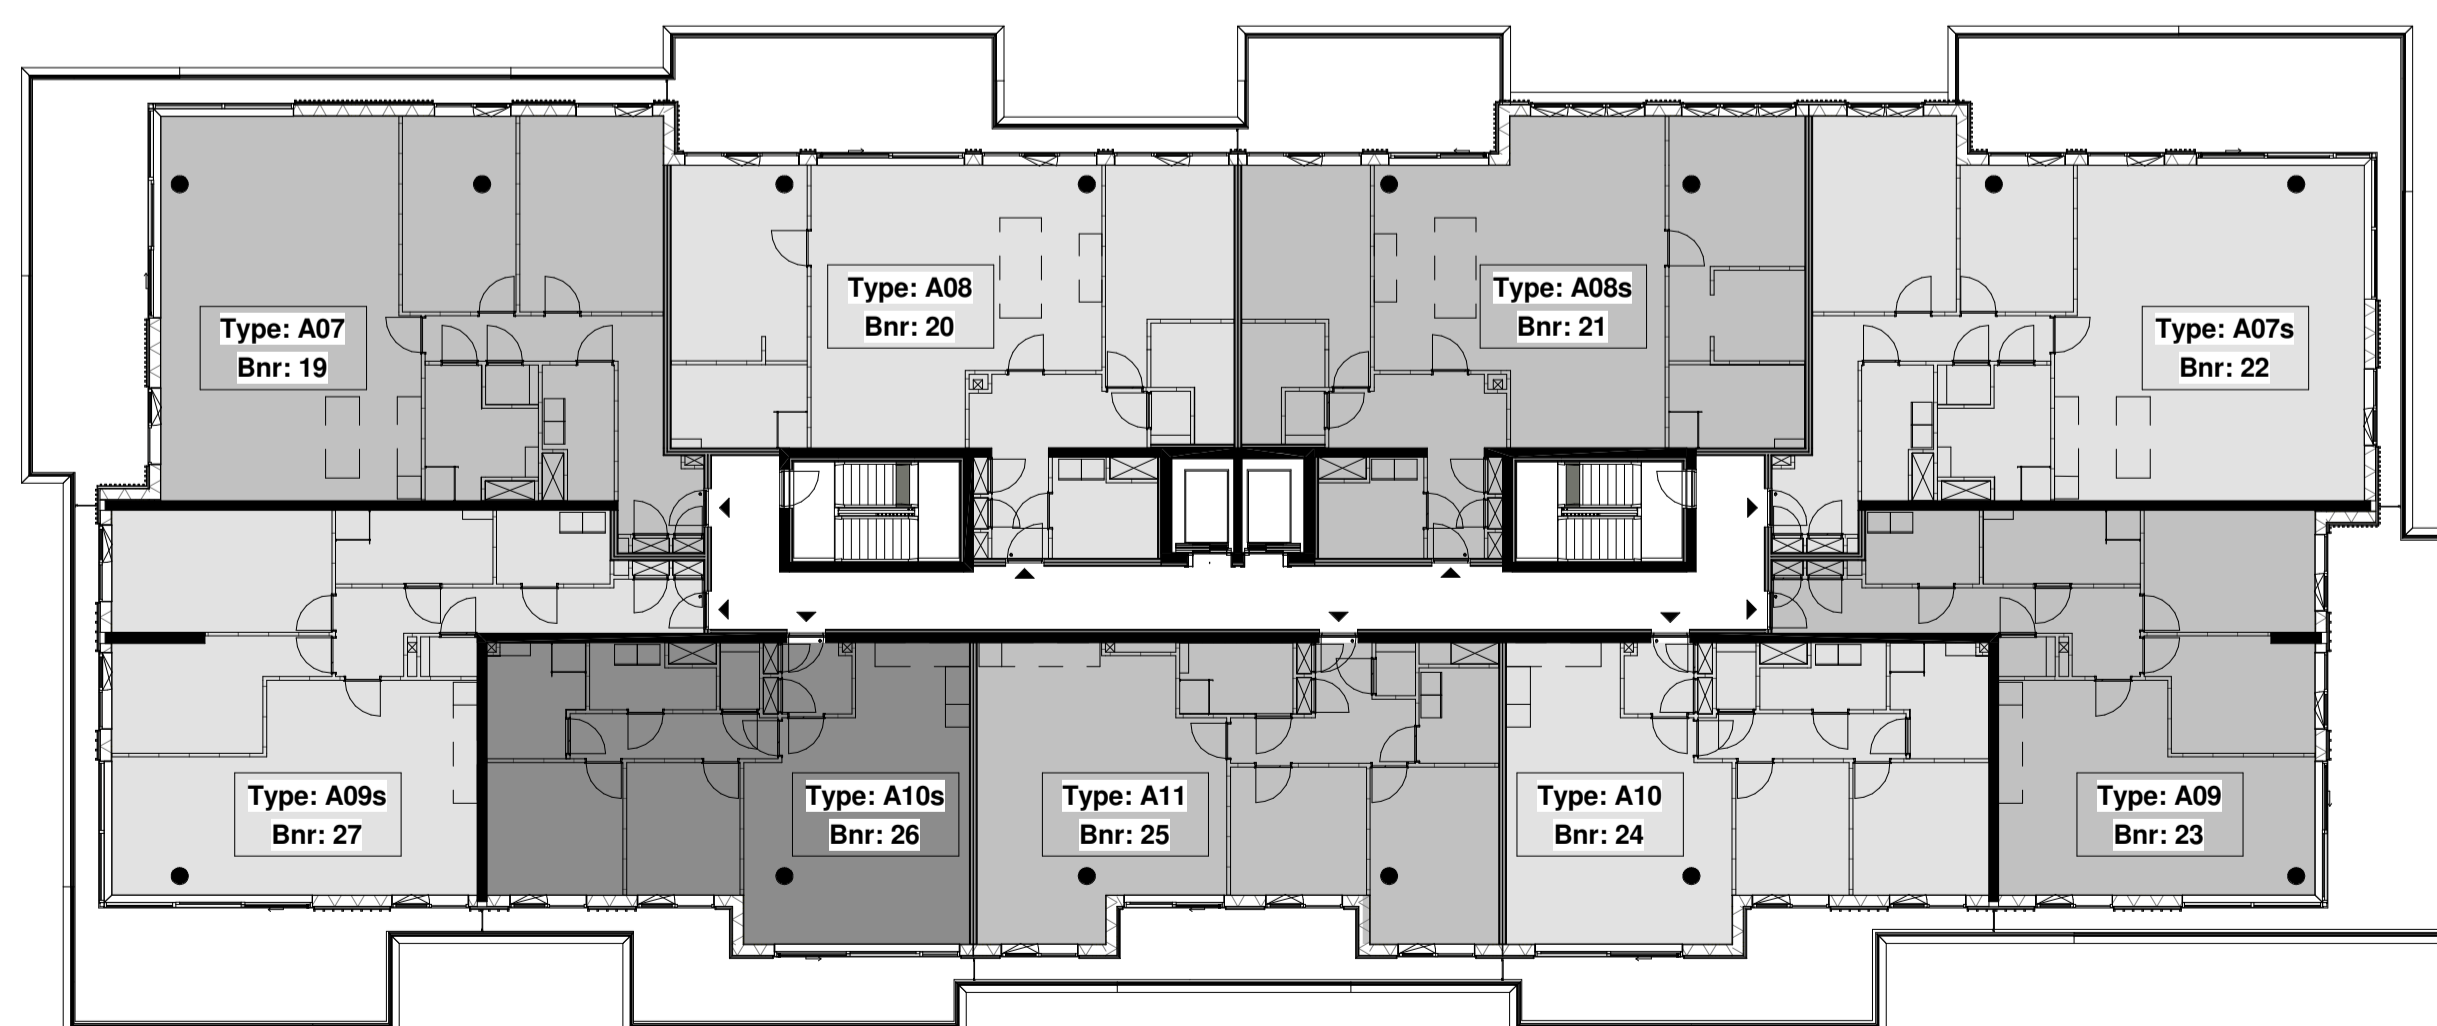 Type: A08
Bnr: 20
Type: A08s
Bnr: 21
Type: A07
Bnr: 19
Type: A07s
Bnr: 22
Type: A09s
Bnr: 27
Type: A10s
Bnr: 26
Type: A11
Bnr: 25
Type: A10
Bnr: 24
Type: A09
Bnr: 23